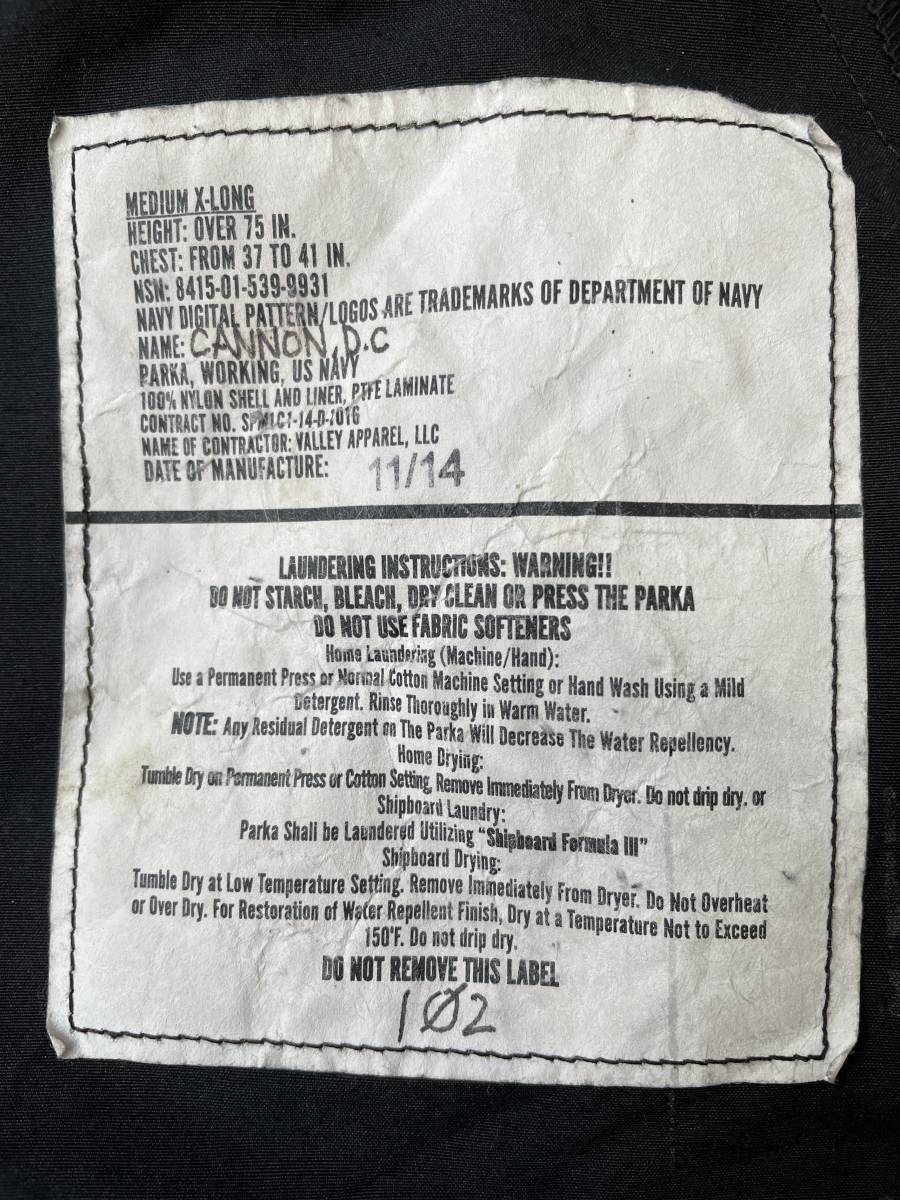 MEDIUM X-LONG
HEIGHT: OVER 75 IN.
CHEST: FROM 37 TO 41 IN.
NSN: 8415-01-539-9931
NAVY DIGITAL PATTERN/LOGOS ARE TRADEMARKS OF DEPARTMENT OF NAVY
NAME: CANNON, D.C
PARKA, WORKING, US NAVY
100% NYLON SHELL AND LINER, PTFE LAMINATE
CONTRACT NO. SPM1C1-14-D-1016
NAME OF CONTRACTOR: VALLEY APPAREL, LLC
DATE OF MANUFACTURE: 11/14
LAUNDERING INSTRUCTIONS: WARNING!!
DO NOT STARCH, BLEACH, DRY CLEAN OR PRESS THE PARKA
DO NOT USE FABRIC SOFTENERS
Home Laundering (Machine/Hand):
Use a Permanent Press or Normal Cotton Machine Setting or Hand Wash Using a Mild
Detergent. Rinse Thoroughly in Warm Water.
NOTE: Any Residual Detergent on The Parka Will Decrease The Water Repellency.
Home Drying:
Tumble Dry on Permanent Press or Cotton Setting, Remove Immediately From Dryer. Do not drip dry. or
Shipboard Laundry:
Parka Shall be Laundered Utilizing "Shipboard Formula III"
Shipboard Drying:
Tumble Dry at Low Temperature Setting. Remove Immediately From Dryer. Do Not Overheat
or Over Dry. For Restoration of Water Repellent Finish, Dry at a Temperature Not to Exceed
150°F. Do not drip dry.
DO NOT REMOVE THIS LABEL
1Ø2